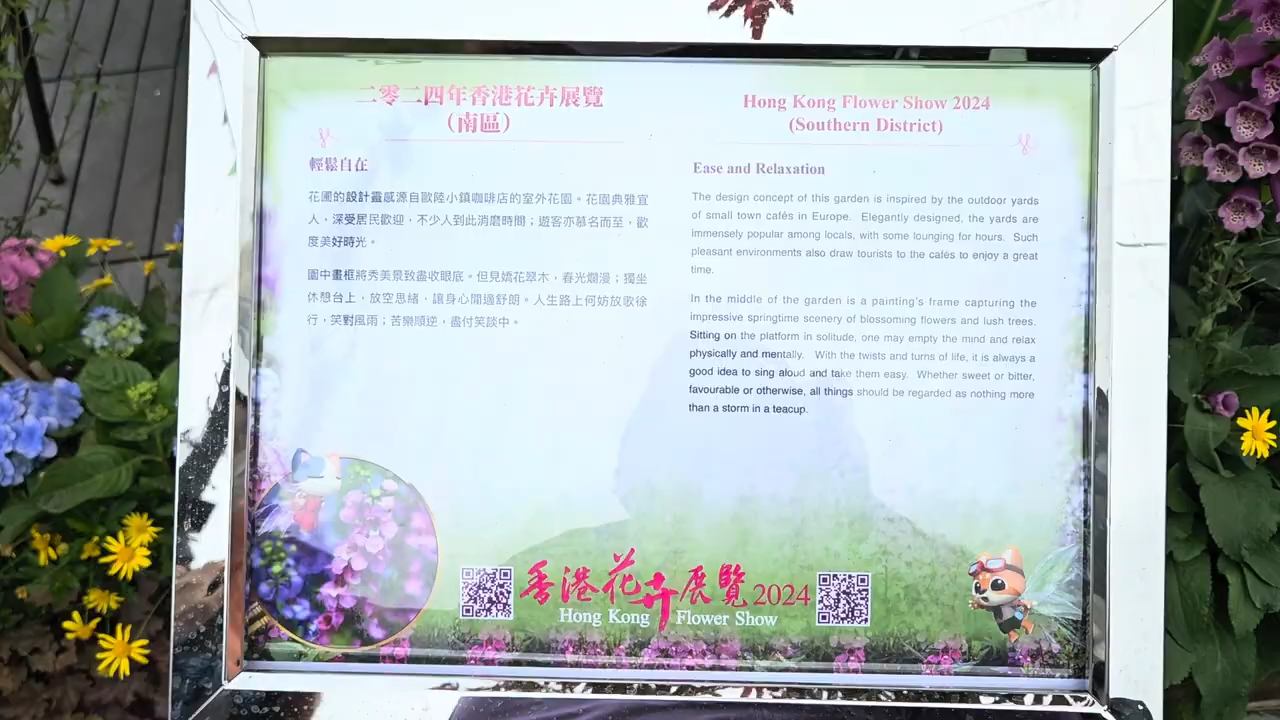 二零二四年香港花卉展覽
（南區）
輕鬆自在
花圃的設計靈感源自歐陸小鎮咖啡店的室外花園。花園典雅宜
人，深受居民歡迎，不少人到此消磨時間；遊客亦慕名而至，歡
度美好時光。
園中畫框將秀美景致盡收眼底。但見嬌花翠木，春光爛漫；獨坐
休憩台上，放空思緒，讓身心閒適舒朗。人生路上何妨放歌徐
行，笑對風雨；苦樂順逆，盡付笑談中。
Hong Kong Flower Show 2024
(Southern District)
Ease and Relaxation
The design concept of this garden is inspired by the outdoor yards
of small town cafés in Europe. Elegantly designed, the yards are
immensely popular among locals, with some lounging for hours. Such
pleasant environments also draw tourists to the cafés to enjoy a great
time.
In the middle of the garden is a painting's frame capturing the
impressive springtime scenery of blossoming flowers and lush trees.
Sitting on the platform in solitude, one may empty the mind and relax
physically and mentally. With the twists and turns of life, it is always a
good idea to sing aloud and take them easy. Whether sweet or bitter,
favourable or otherwise, all things should be regarded as nothing more
than a storm in a teacup.
香港花卉展覽2024
Hong Kong Flower Show